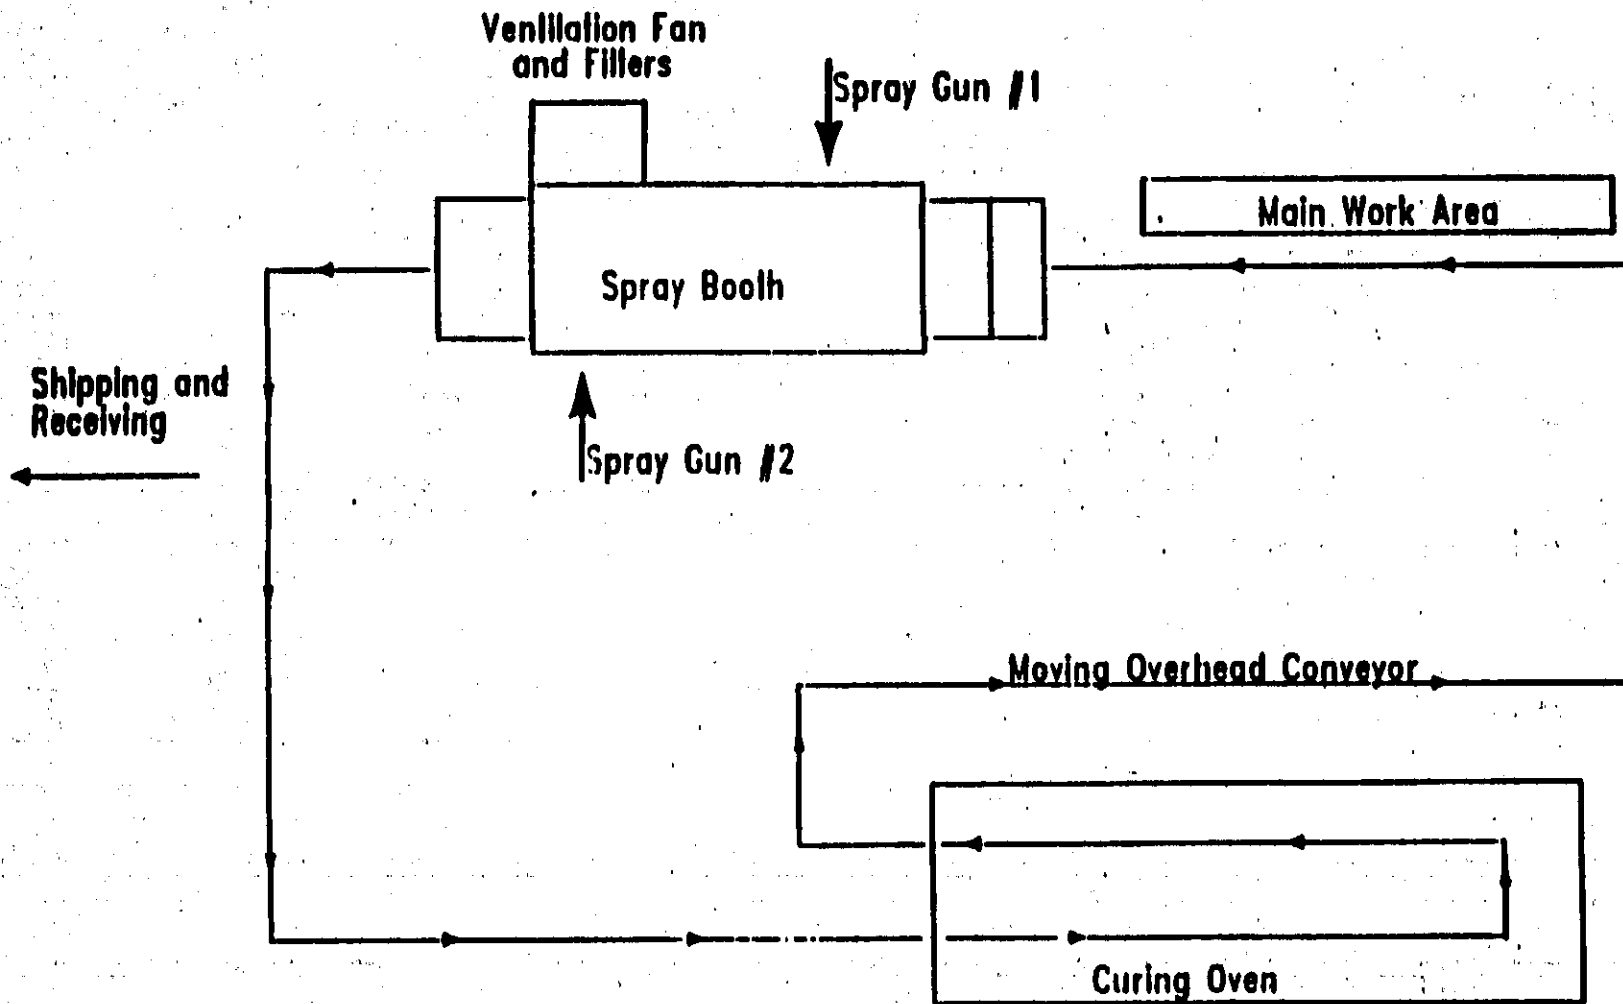 Ventilation Fan
and Filters
Spray Gun #1
Main Work Area
Spray Booth
Shipping and
Receiving
Spray Gun #2
Moving Overhead Conveyor
Curing Oven